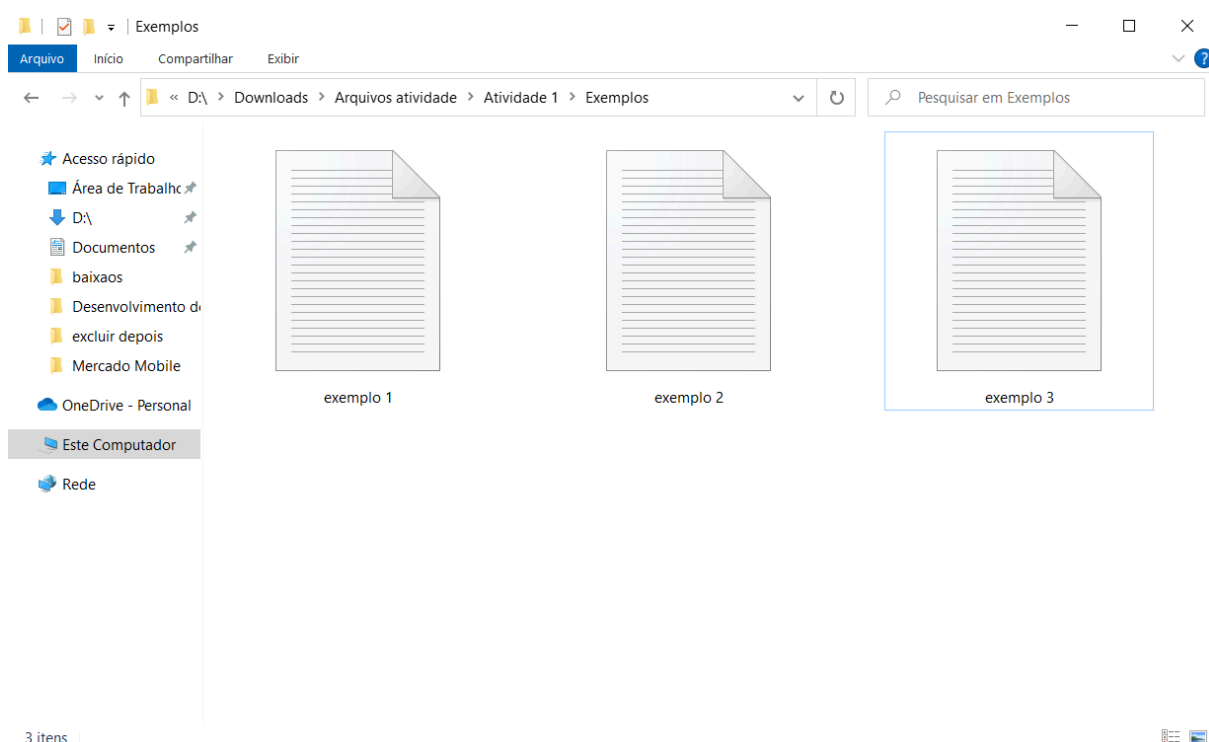 Exemplos
Arquivo Início Compartilhar Exibir
« D:\ > Downloads > Arquivos atividade > Atividade 1 > Exemplos
Pesquisar em Exemplos
Acesso rápido
Área de Trabalho
D:\
Documentos
baixaos
Desenvolvimento d
excluir depois
Mercado Mobile
OneDrive - Personal
Este Computador
Rede
exemplo 1
exemplo 2
exemplo 3
3 itens